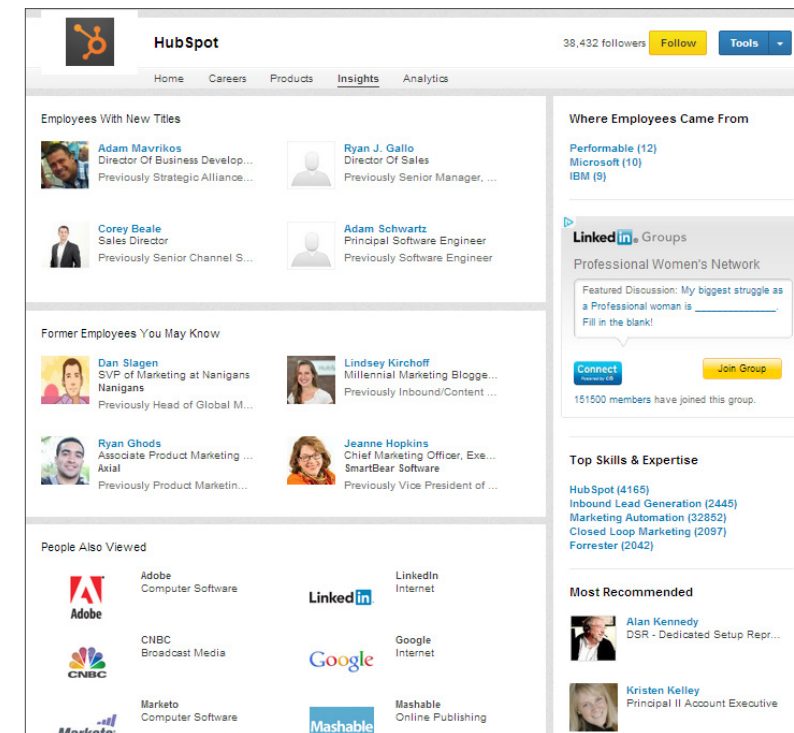 HubSpot
38,432 followers
Follow
Tools
Home Careers Products Insights Analytics
Employees With New Titles
Adam Mavrikos
Director Of Business Develop...
Previously Strategic Alliance...
Ryan J. Gallo
Director Of Sales
Previously Senior Manager, ...
Corey Beale
Sales Director
Previously Senior Channel S...
Adam Schwartz
Principal Software Engineer
Previously Software Engineer
Former Employees You May Know
Dan Slagen
SVP of Marketing at Nanigans
Nanigans
Previously Head of Global M...
Lindsey Kirchoff
Millennial Marketing Blogge...
Previously Inbound/Content ...
Ryan Ghods
Associate Product Marketing ...
Axial
Previously Product Marketin...
Jeanne Hopkins
Chief Marketing Officer, Exe...
SmartBear Software
Previously Vice President of ...
People Also Viewed
Adobe
Adobe
Computer Software
Linked in
LinkedIn
Internet
CNBC
CNBC
Broadcast Media
Google
Google
Internet
Marketo
Marketo
Computer Software
Mashable
Mashable
Online Publishing
Where Employees Came From
Performable (12)
Microsoft (10)
IBM (9)
Linked in Groups
Professional Women's Network
Featured Discussion: My biggest struggle as
a Professional woman is _______________.
Fill in the blank!
Connect
Join Group
151500 members have joined this group.
Top Skills & Expertise
HubSpot (4165)
Inbound Lead Generation (2445)
Marketing Automation (32852)
Closed Loop Marketing (2097)
Forrester (2042)
Most Recommended
Alan Kennedy
DSR - Dedicated Setup Repr...
Kristen Kelley
Principal II Account Executive